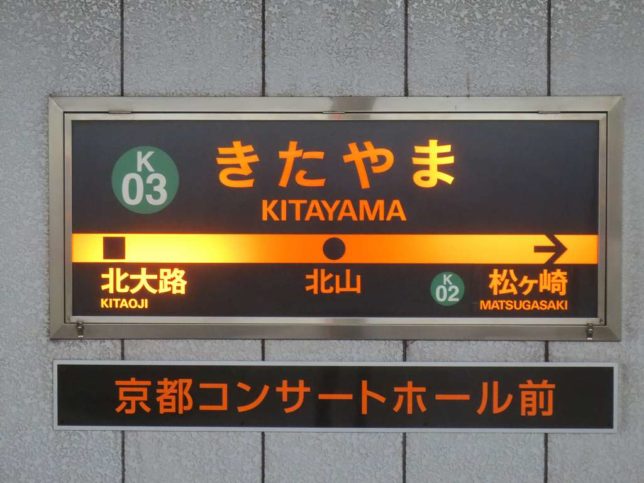 K
03
きたやま
KITAYAMA
北大路
KITAOJI
北山
K
02
松ヶ崎
MATSUGASAKI
京都コンサートホール前